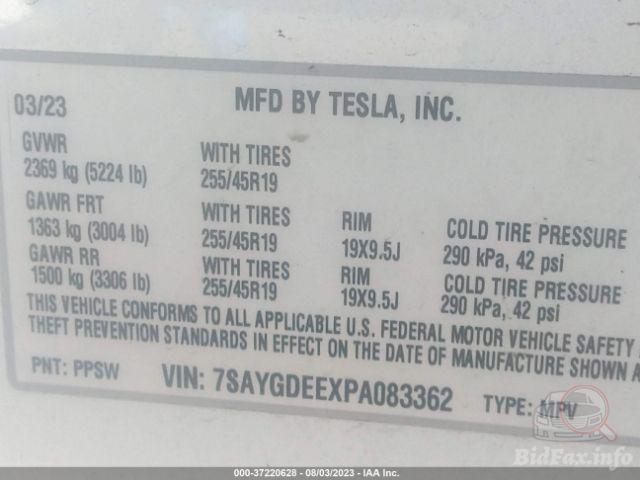 03/23 MFD BY TESLA, INC.
GVWR
2369 kg (5224 lb) WITH TIRES 255/45R19
GAWR FRT
1363 kg (3004 lb) WITH TIRES 255/45R19 RIM 19X9.5J COLD TIRE PRESSURE 290 kPa, 42 psi
GAWR RR
1500 kg (3306 lb) WITH TIRES 255/45R19 RIM 19X9.5J COLD TIRE PRESSURE 290 kPa, 42 psi
THIS VEHICLE CONFORMS TO ALL APPLICABLE U.S. FEDERAL MOTOR VEHICLE SAFETY A
THEFT PREVENTION STANDARDS IN EFFECT ON THE DATE OF MANUFACTURE SHOWN A
PNT: PPSW VIN: 7SAYGDEEXPA083362 TYPE: MPV
BidFax.info
000-37220628 - 08/03/2023 - IAA Inc.